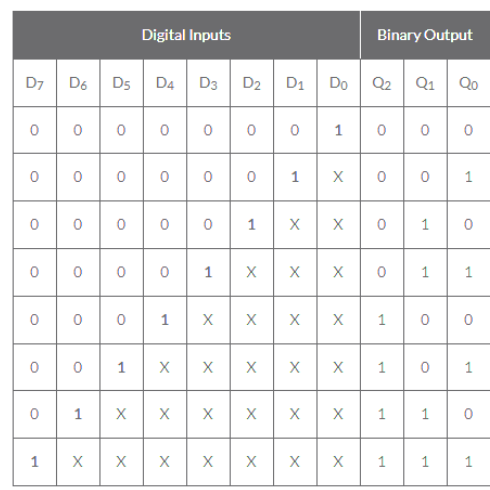 Digital Inputs Binary Output
D7 D6 D5 D4 D3 D2 D1 D0 Q2 Q1 Q0
0 0 0 0 0 0 0 1 0 0 0
0 0 0 0 0 0 1 X 0 0 1
0 0 0 0 0 1 X X 0 1 0
0 0 0 0 1 X X X 0 1 1
0 0 0 1 X X X X 1 0 0
0 0 1 X X X X X 1 0 1
0 1 X X X X X X 1 1 0
1 X X X X X X X 1 1 1